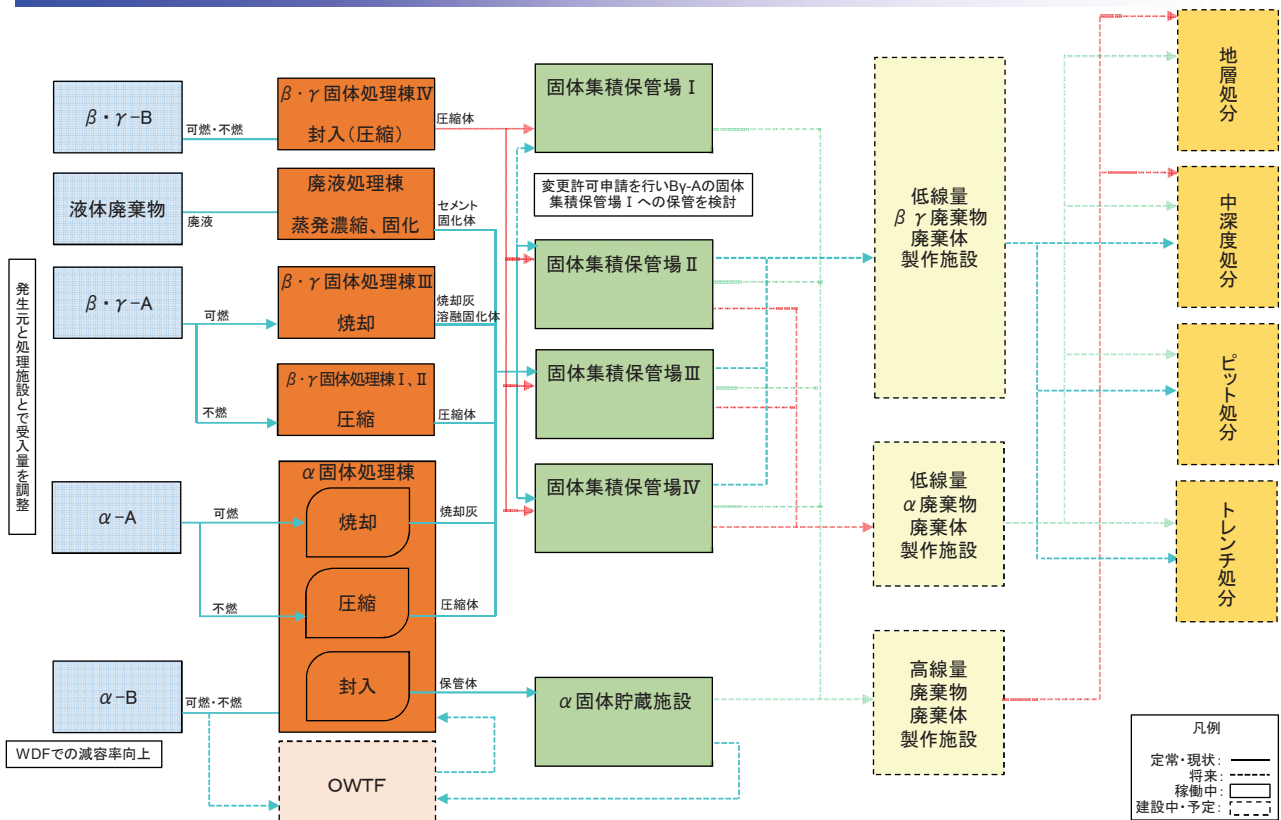 β・γ-B
可燃・不燃
β・γ固体処理棟Ⅳ
封入（圧縮）
圧縮体
液体廃棄物
廃液
廃液処理棟
蒸発濃縮、固化
セメント
固化体
発生元と処理施設とで受入量を調整
β・γ-A
可燃
不燃
β・γ固体処理棟Ⅲ
焼却
焼却灰
溶融固化体
β・γ固体処理棟Ⅰ、Ⅱ
圧縮
圧縮体
α-A
可燃
不燃
α固体処理棟
焼却
焼却灰
圧縮
圧縮体
封入
保管体
α-B
可燃・不燃
WDFでの減容率向上
OWTF
固体集積保管場Ⅰ
変更許可申請を行いBγ-Aの固体
集積保管場Ⅰへの保管を検討
固体集積保管場Ⅱ
固体集積保管場Ⅲ
固体集積保管場Ⅳ
α固体貯蔵施設
低線量
βγ廃棄物
廃棄体
製作施設
低線量
α廃棄物
廃棄体
製作施設
高線量
廃棄物
廃棄体
製作施設
地層処分
中深度処分
ピット処分
トレンチ処分
凡例
定常・現状：
将来：
稼働中：
建設中・予定：